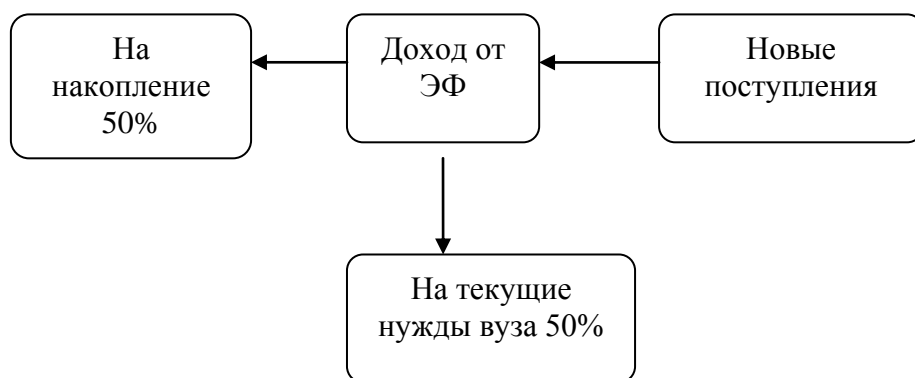 На
накопление
50%
Доход от
ЭФ
Новые
поступления
На текущие
нужды вуза 50%